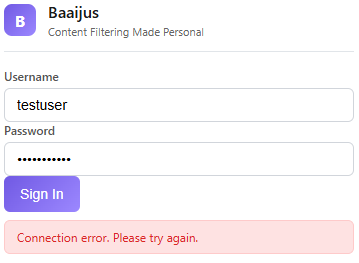 B
Baaijus
Content Filtering Made Personal
Username
testuser
Password
•••••••••••
Sign In
Connection error. Please try again.